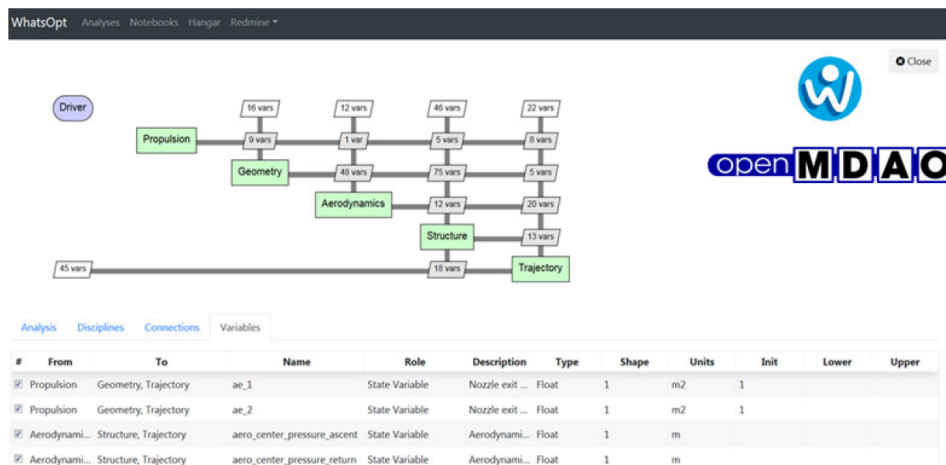 WhatsOpt Analyses Notebooks Hangar Redmine
Close
Driver 16 vars 12 vars 46 vars 22 vars
Propulsion 9 vars 1 var 5 vars 8 vars
Geometry 48 vars 75 vars 5 vars
Aerodynamics 12 vars 20 vars
Structure 13 vars
45 vars 18 vars Trajectory
openMDAO
Analysis Disciplines Connections Variables
# From To Name Role Description Type Shape Units Init Lower Upper
Propulsion Geometry, Trajectory ae_1 State Variable Nozzle exit ... Float 1 m2 1
Propulsion Geometry, Trajectory ae_2 State Variable Nozzle exit ... Float 1 m2 1
Aerodynami... Structure, Trajectory aero_center_pressure_ascent State Variable Aerodynami... Float 1 m
Aerodynami... Structure, Trajectory aero_center_pressure_return State Variable Aerodynami... Float 1 m